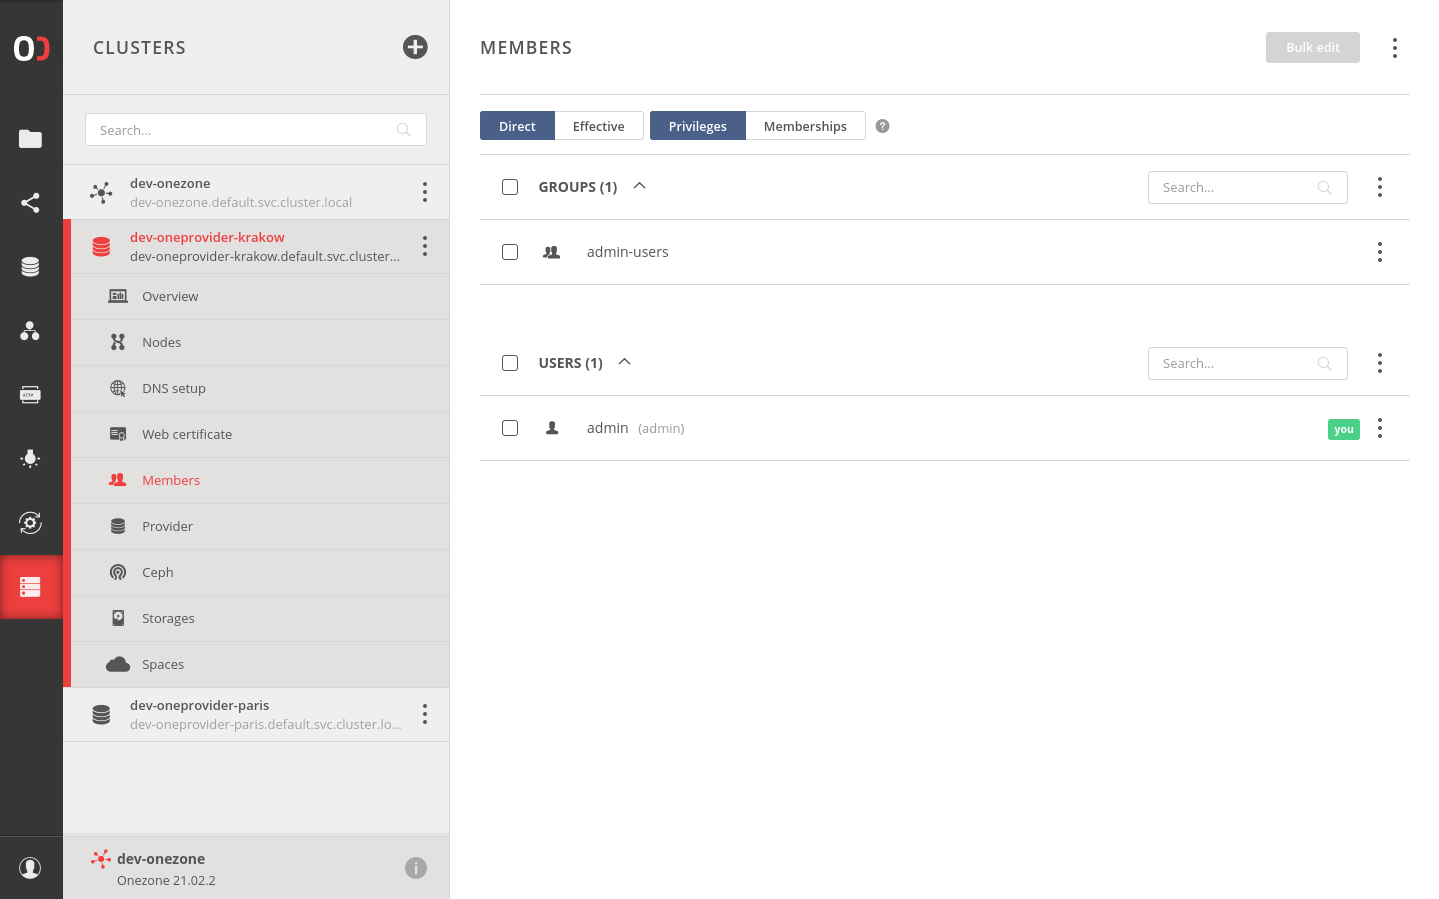 CLUSTERS
Search...
dev-onezone
dev-onezone.default.svc.cluster.local
dev-oneprovider-krakow
dev-oneprovider-krakow.default.svc.cluster...
Overview
Nodes
DNS setup
Web certificate
Members
Provider
Ceph
Storages
Spaces
dev-oneprovider-paris
dev-oneprovider-paris.default.svc.cluster.lo...
dev-onezone
Onezone 21.02.2
i
MEMBERS
Bulk edit
Direct Effective Privileges Memberships ?
GROUPS (1) Search...
admin-users
USERS (1) Search...
admin (admin) you